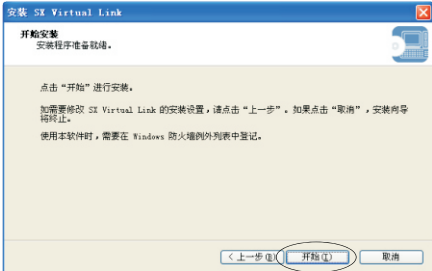 安装 SX Virtual Link
开始安装
安装程序准备就绪。
点击“开始”进行安装。
如需要修改 SX Virtual Link 的安装设置，请点击“上一步”。如果点击“取消”，安装向导
将终止。
使用本软件时，需要在 Windows 防火墙例外列表中登记。
< 上一步(B) 开始(I) 取消